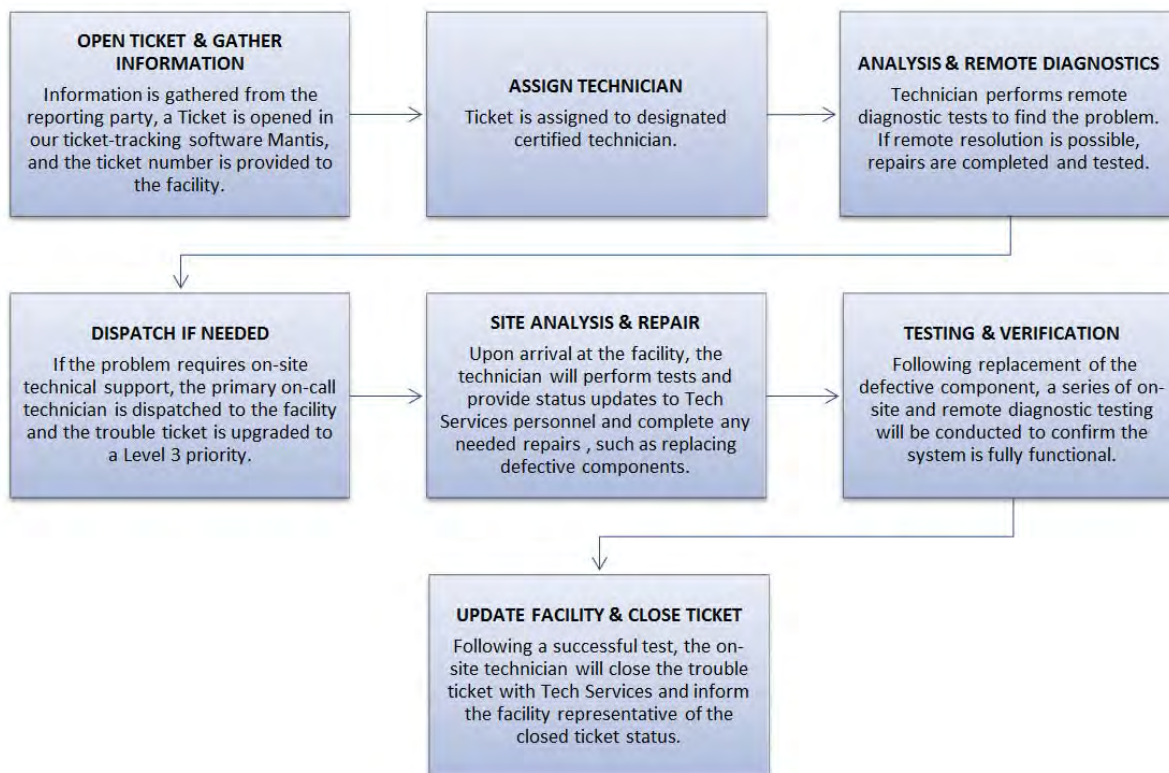 OPEN TICKET & GATHER
INFORMATION
Information is gathered from the
reporting party, a Ticket is opened in
our ticket-tracking software Mantis,
and the ticket number is provided to
the facility.
ASSIGN TECHNICIAN
Ticket is assigned to designated
certified technician.
ANALYSIS & REMOTE DIAGNOSTICS
Technician performs remote
diagnostic tests to find the problem.
If remote resolution is possible,
repairs are completed and tested.
DISPATCH IF NEEDED
If the problem requires on-site
technical support, the primary on-call
technician is dispatched to the facility
and the trouble ticket is upgraded to
a Level 3 priority.
SITE ANALYSIS & REPAIR
Upon arrival at the facility, the
technician will perform tests and
provide status updates to Tech
Services personnel and complete any
needed repairs , such as replacing
defective components.
TESTING & VERIFICATION
Following replacement of the
defective component, a series of on-
site and remote diagnostic testing
will be conducted to confirm the
system is fully functional.
UPDATE FACILITY & CLOSE TICKET
Following a successful test, the on-
site technician will close the trouble
ticket with Tech Services and inform
the facility representative of the
closed ticket status.